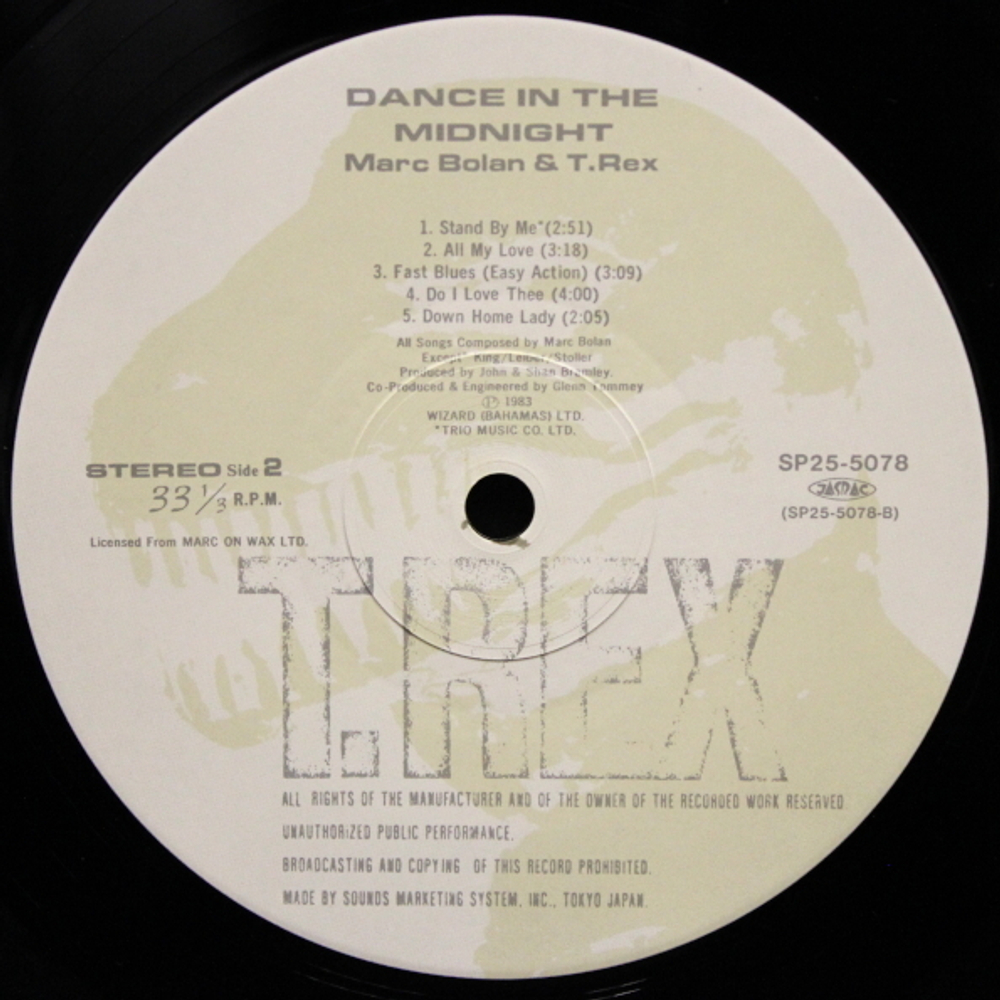 DANCE IN THE
MIDNIGHT
Marc Bolan & T.Rex
1. Stand By Me*(2:51)
2. All My Love (3:18)
3. Fast Blues (Easy Action) (3:09)
4. Do I Love Thee (4:00)
5. Down Home Lady (2:05)
All Songs Composed by Marc Bolan
Except* King/Leiber/Stoller
Produced by John & Shan Bramley.
Co-Produced & Engineered by Glenn Tommey
Ⓟ 1983
WIZARD (BAHAMAS) LTD.
*TRIO MUSIC CO. LTD.
STEREO Side 2
33 1/3 R.P.M.
Licensed From MARC ON WAX LTD.
SP25-5078
JASRAC
(SP25-5078-B)
T.REX
ALL RIGHTS OF THE MANUFACTURER AND OF THE OWNER OF THE RECORDED WORK RESERVED
UNAUTHORIZED PUBLIC PERFORMANCE.
BROADCASTING AND COPYING OF THIS RECORD PROHIBITED.
MADE BY SOUNDS MARKETING SYSTEM, INC., TOKYO JAPAN.